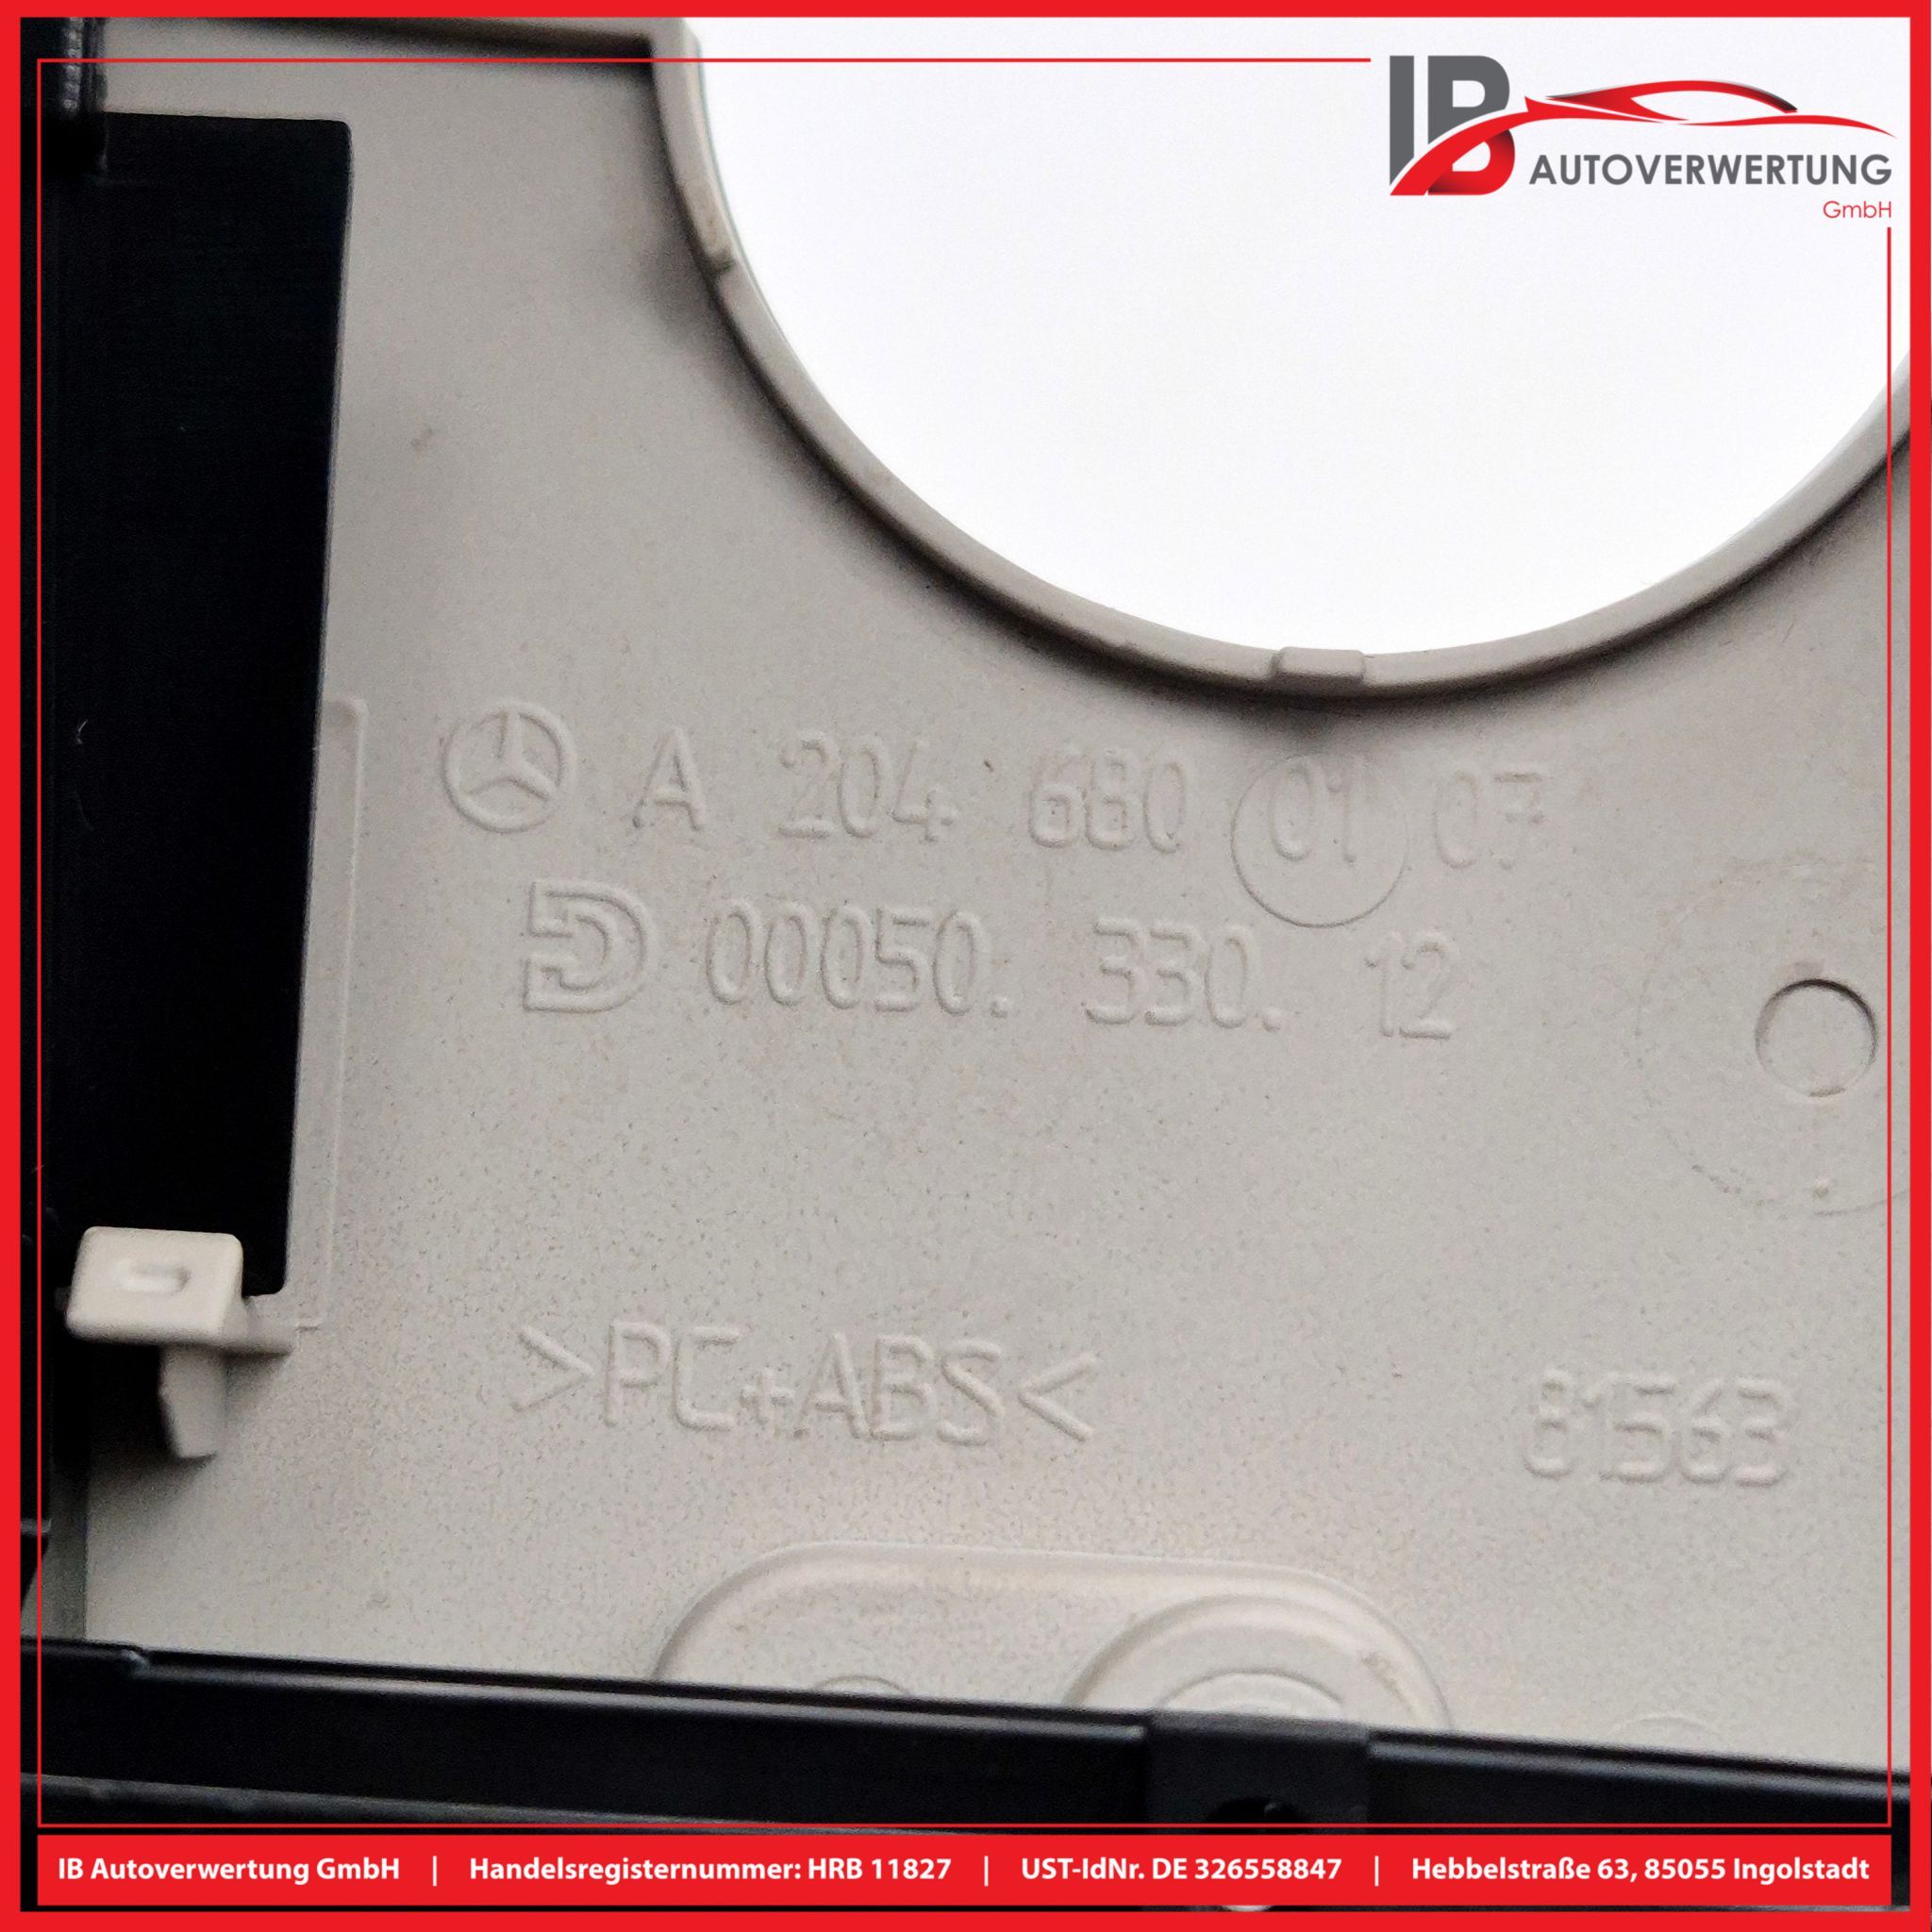 IB
AUTOVERWERTUNG
GmbH
A 204 680 01 07
D 00050. 330. 12
>PC+ABS<
81563
IB Autoverwertung GmbH | Handelsregisternummer: HRB 11827 | UST-IdNr. DE 326558847 | Hebbelstraße 63, 85055 Ingolstadt